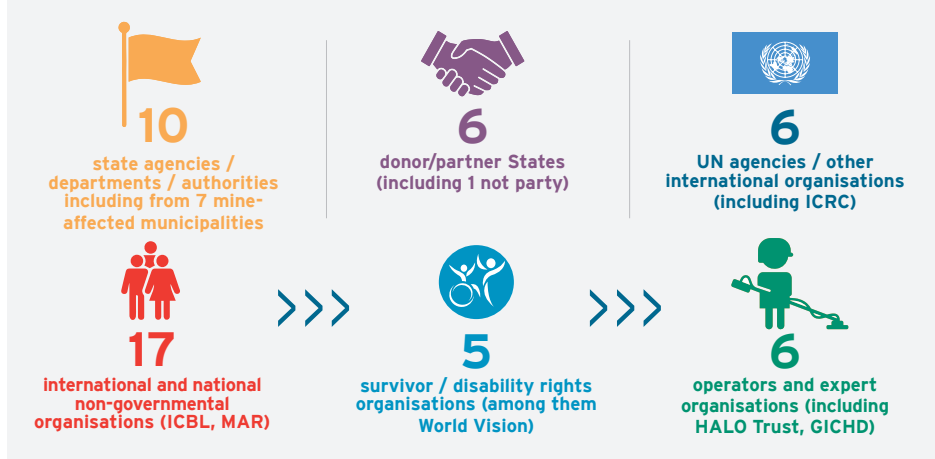 10
state agencies /
departments / authorities
including from 7 mine-
affected municipalities
6
donor/partner States
(including 1 not party)
6
UN agencies / other
international organisations
(including ICRC)
17
international and national
non-governmental
organisations (ICBL, MAR)
5
survivor / disability rights
organisations (among them
World Vision)
6
operators and expert
organisations (including
HALO Trust, GICHD)